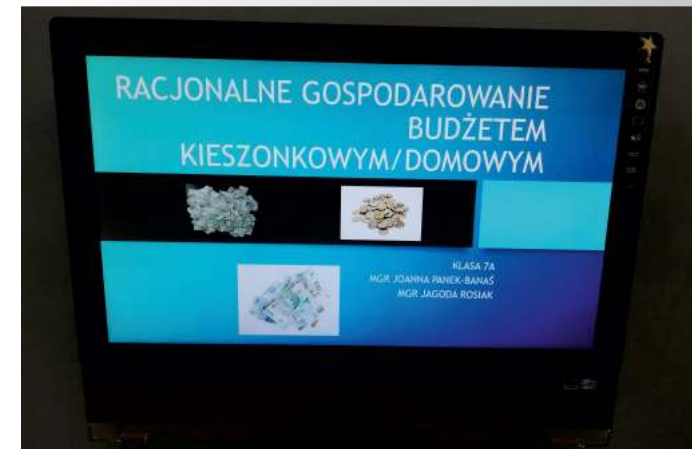 RACJONALNE GOSPODAROWANIE
BUDŻETEM
KIESZONKOWYM/DOMOWYM
KLASA 7A
MGR JOANNA PANEK-BANAŚ
MGR JAGODA ROSIAK